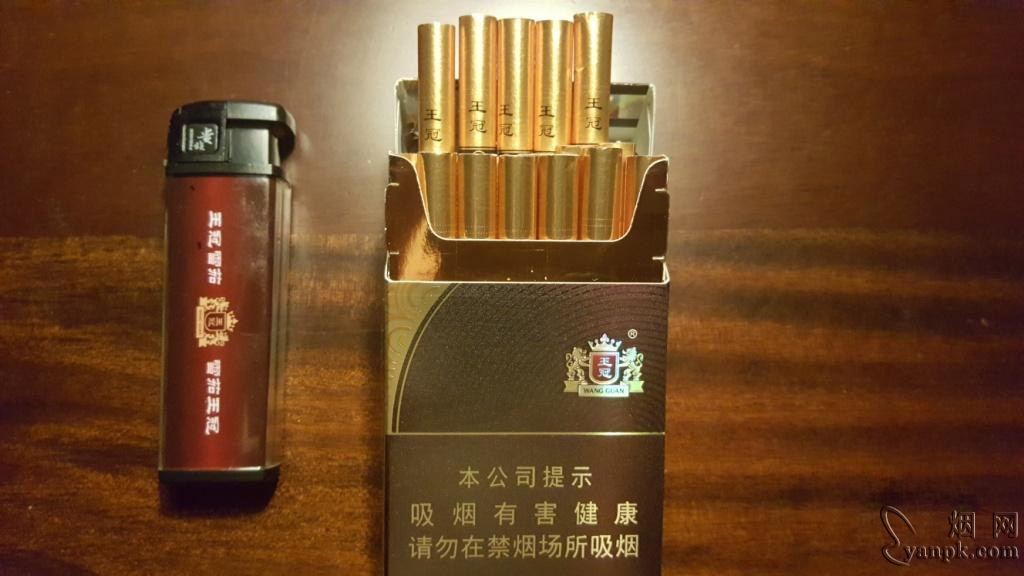 王冠
王冠
王冠
王冠
王冠
王冠雪茄
王冠
雪茄王冠
王冠
®
WANG GUAN
本公司提示
吸烟有害健康
请勿在禁烟场所吸烟
烟网
yanpk.com